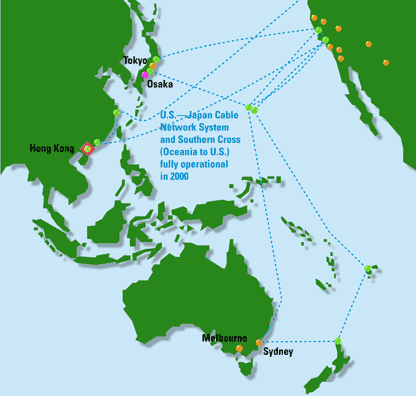 Tokyo
Osaka
U.S.—Japan Cable
Network System
and Southern Cross
(Oceania to U.S.)
fully operational
in 2000
Hong Kong
Melbourne
Sydney